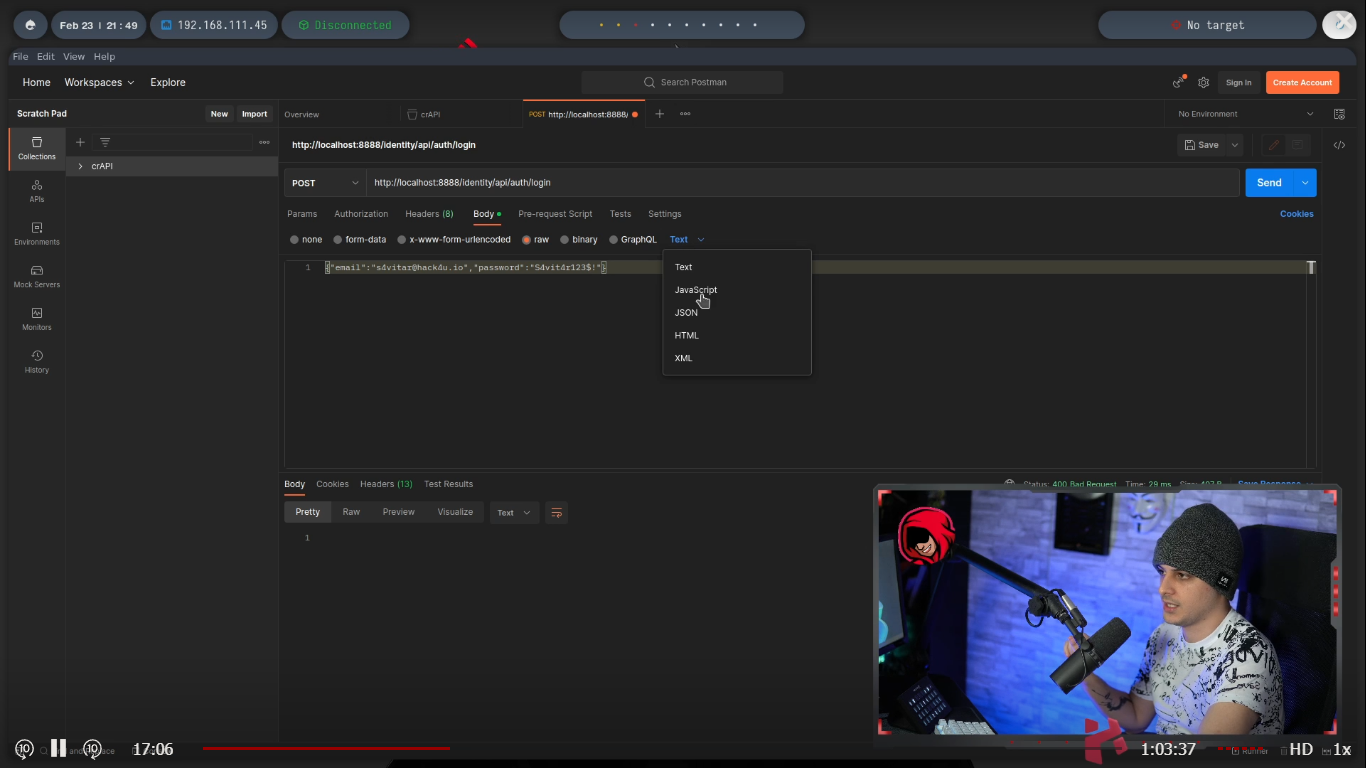 Feb 23 | 21:49 192.168.111.45 Disconnected No target
File Edit View Help
Home Workspaces Explore Search Postman Sign In Create Account
Scratch Pad New Import Overview crAPI POST http://localhost:8888/ No Environment
Collections
crAPI
http://localhost:8888/identity/api/auth/login Save
POST http://localhost:8888/identity/api/auth/login Send
APIs
Params Authorization Headers (8) Body Pre-request Script Tests Settings Cookies
Environments
none form-data x-www-form-urlencoded raw binary GraphQL Text
1 {"email":"s4vitar@hack4u.io","password":"S4vit4r123$!"}
Text
JavaScript
JSON
HTML
XML
Mock Servers
Monitors
History
Body Cookies Headers (13) Test Results Status: 400 Bad Request Time: 29 ms Save Response
Pretty Raw Preview Visualize Text
1
10 10 17:06 1:03:37 Runner HD 1x